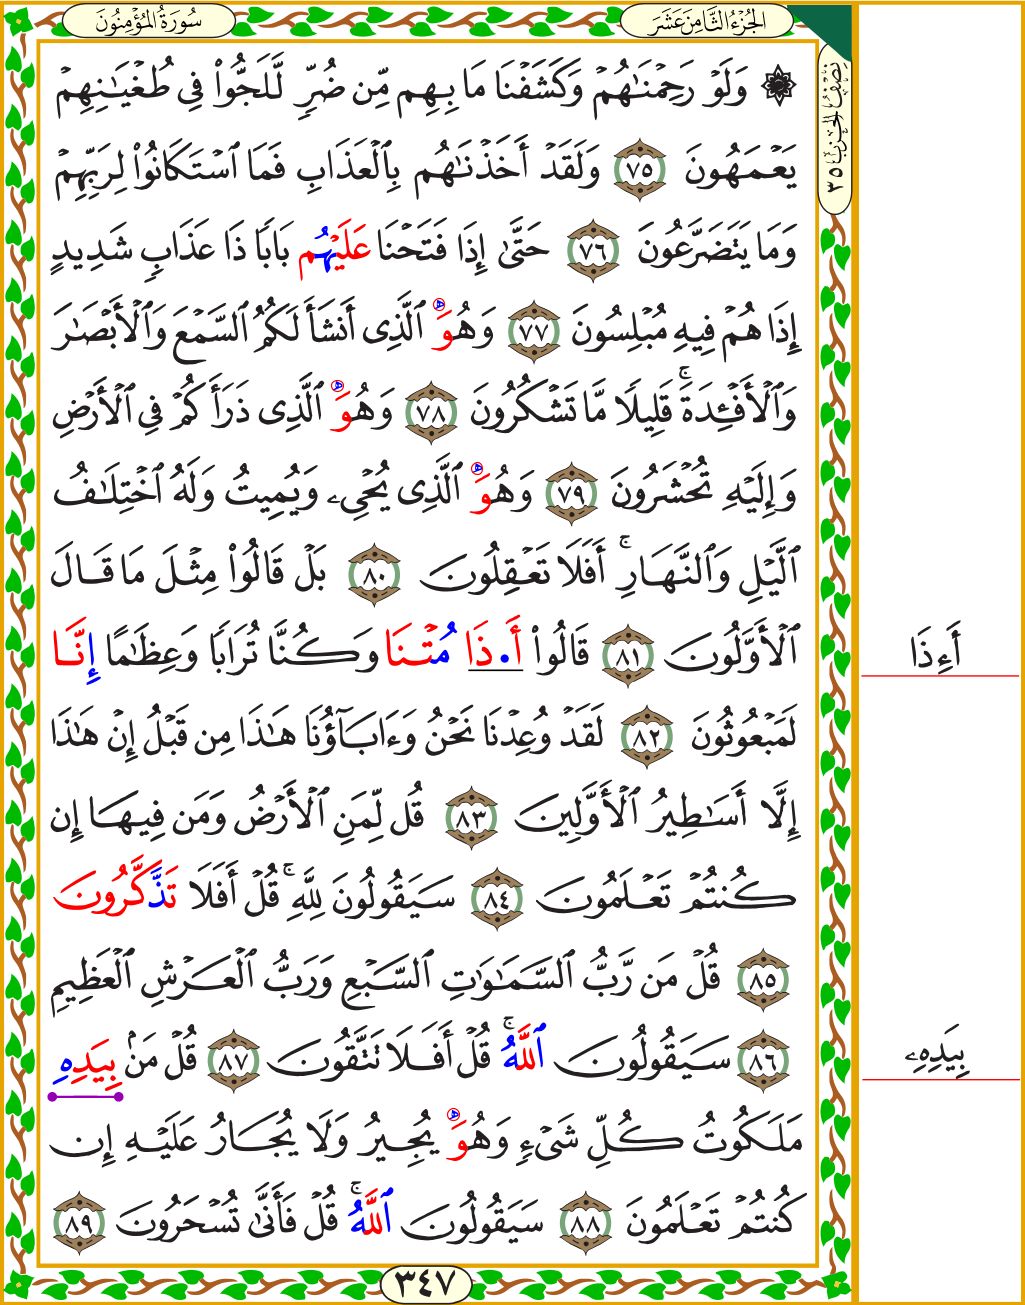 سُورَةُ المُؤْمِنُونَ
الجُزْءُ الثَّامِنَ عَشَرَ
نِصْفُ الحِزْبِ ٣٥
۞ وَلَوۡ رَحِمۡنَٰهُمۡ وَكَشَفۡنَا مَا بِهِم مِّن ضُرّٖ لَّلَجُّواْ فِي طُغۡيَٰنِهِمۡ
يَعۡمَهُونَ ٧٥ وَلَقَدۡ أَخَذۡنَٰهُم بِٱلۡعَذَابِ فَمَا ٱسۡتَكَانُواْ لِرَبِّهِمۡ
وَمَا يَتَضَرَّعُونَ ٧٦ حَتَّىٰٓ إِذَا فَتَحۡنَا عَلَيۡهُم بَابٗا ذَا عَذَابٖ شَدِيدٍ
إِذَا هُمۡ فِيهِ مُبۡلِسُونَ ٧٧ وَهُوَ ٱلَّذِيٓ أَنشَأَ لَكُمُ ٱلسَّمۡعَ وَٱلۡأَبۡصَٰرَ
وَٱلۡأَفۡـِٔدَةَۚ قَلِيلٗا مَّا تَشۡكُرُونَ ٧٨ وَهُوَ ٱلَّذِي ذَرَأَكُمۡ فِي ٱلۡأَرۡضِ
وَإِلَيۡهِ تُحۡشَرُونَ ٧٩ وَهُوَ ٱلَّذِي يُحۡيِۦ وَيُمِيتُ وَلَهُ ٱخۡتِلَٰفُ
ٱلَّيۡلِ وَٱلنَّهَارِۚ أَفَلَا تَعۡقِلُونَ ٨٠ بَلۡ قَالُواْ مِثۡلَ مَا قَالَ
ٱلۡأَوَّلُونَ ٨١ قَالُوٓاْ أَ.ذَا مُتۡنَا وَكُنَّا تُرَابٗا وَعِظَٰمًا إِنَّا
أَءِذَا
لَمَبۡعُوثُونَ ٨٢ لَقَدۡ وُعِدۡنَا نَحۡنُ وَءَابَآؤُنَا هَٰذَا مِن قَبۡلُ إِنۡ هَٰذَآ
إِلَّآ أَسَٰطِيرُ ٱلۡأَوَّلِينَ ٨٣ قُل لِّمَنِ ٱلۡأَرۡضُ وَمَن فِيهَآ إِن
كُنتُمۡ تَعۡلَمُونَ ٨٤ سَيَقُولُونَ لِلَّهِۚ قُلۡ أَفَلَا تَذَّكَّرُونَ
٨٥ قُلۡ مَن رَّبُّ ٱلسَّمَٰوَٰتِ ٱلسَّبۡعِ وَرَبُّ ٱلۡعَرۡشِ ٱلۡعَظِيمِ
٨٦ سَيَقُولُونَ ٱللَّهُۚ قُلۡ أَفَلَا تَتَّقُونَ ٨٧ قُلۡ مَنۢ بِيَدِهِ
بِيَدِهِۦ
مَلَكُوتُ كُلِّ شَيۡءٖ وَهُوَ يُجِيرُ وَلَا يُجَارُ عَلَيۡهِ إِن
كُنتُمۡ تَعۡلَمُونَ ٨٨ سَيَقُولُونَ ٱللَّهُۚ قُلۡ فَأَنَّىٰ تُسۡحَرُونَ ٨٩
٣٤٧